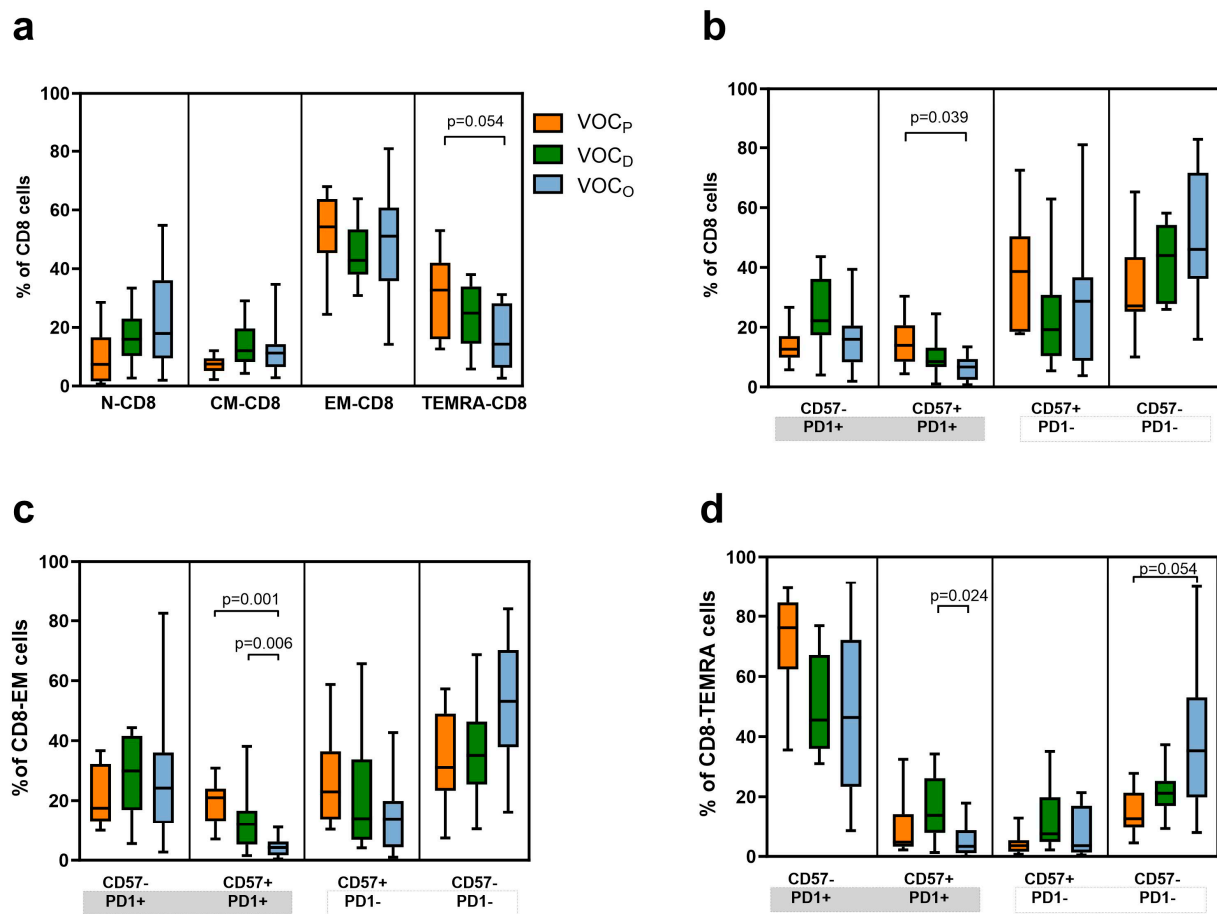 a
% of CD8 cells
100
80
60
40
20
0
p=0.054
N-CD8 CM-CD8 EM-CD8 TEMRA-CD8
VOCP
VOCD
VOCO
b
% of CD8 cells
100
80
60
40
20
0
p=0.039
CD57- CD57+ CD57+ CD57-
PD1+ PD1+ PD1- PD1-
c
% of CD8-EM cells
100
80
60
40
20
0
p=0.001
p=0.006
CD57- CD57+ CD57+ CD57-
PD1+ PD1+ PD1- PD1-
d
% of CD8-TEMRA cells
100
80
60
40
20
0
p=0.024
p=0.054
CD57- CD57+ CD57+ CD57-
PD1+ PD1+ PD1- PD1-